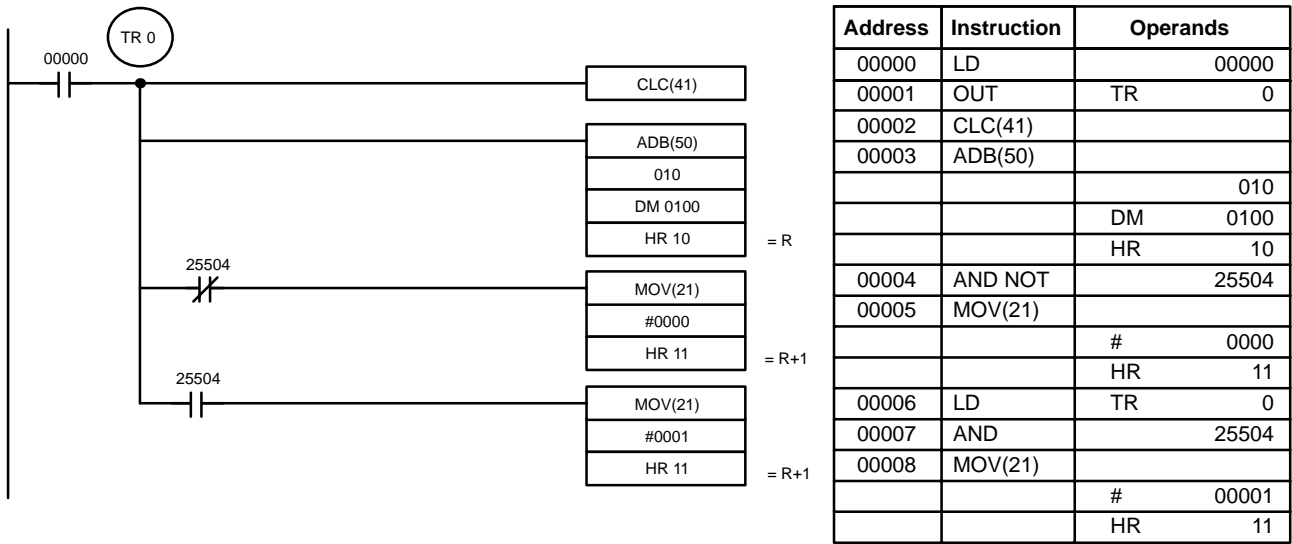 TR 0
00000
CLC(41)
ADB(50)
010
DM 0100
HR 10 = R
25504
MOV(21)
#0000
HR 11 = R+1
25504
MOV(21)
#0001
HR 11 = R+1
Address Instruction Operands
00000 LD 00000
00001 OUT TR 0
00002 CLC(41)
00003 ADB(50)
010
DM 0100
HR 10
00004 AND NOT 25504
00005 MOV(21)
# 0000
HR 11
00006 LD TR 0
00007 AND 25504
00008 MOV(21)
# 00001
HR 11